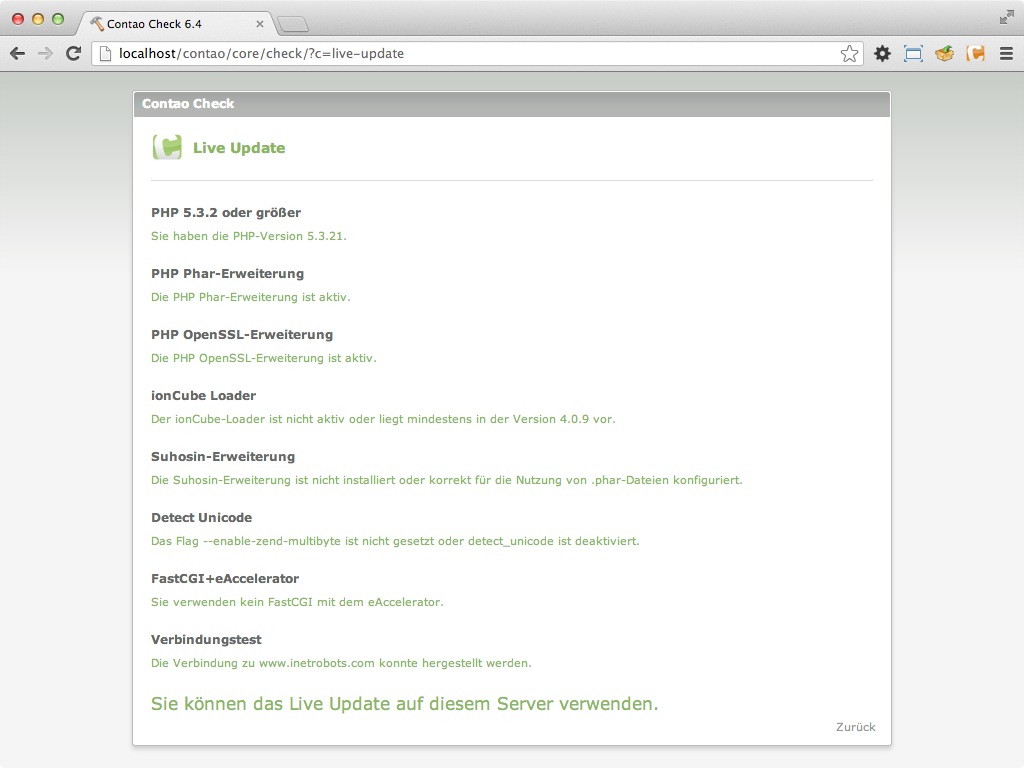 Contao Check 6.4
localhost/contao/core/check/?c=live-update
Contao Check
Live Update
PHP 5.3.2 oder größer
Sie haben die PHP-Version 5.3.21.
PHP Phar-Erweiterung
Die PHP Phar-Erweiterung ist aktiv.
PHP OpenSSL-Erweiterung
Die PHP OpenSSL-Erweiterung ist aktiv.
ionCube Loader
Der ionCube-Loader ist nicht aktiv oder liegt mindestens in der Version 4.0.9 vor.
Suhosin-Erweiterung
Die Suhosin-Erweiterung ist nicht installiert oder korrekt für die Nutzung von .phar-Dateien konfiguriert.
Detect Unicode
Das Flag --enable-zend-multibyte ist nicht gesetzt oder detect_unicode ist deaktiviert.
FastCGI+eAccelerator
Sie verwenden kein FastCGI mit dem eAccelerator.
Verbindungstest
Die Verbindung zu www.inetrobots.com konnte hergestellt werden.
Sie können das Live Update auf diesem Server verwenden.
Zurück